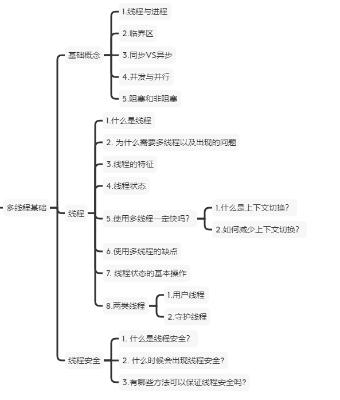 多线程基础
基础概念
1.线程与进程
2.临界区
3.同步VS异步
4.并发与并行
5.阻塞和非阻塞
线程
1.什么是线程
2. 为什么需要多线程以及出现的问题
3.线程的特征
4.线程状态
5.使用多线程一定快吗?
1.什么是上下文切换?
2.如何减少上下文切换?
6.使用多线程的缺点
7. 线程状态的基本操作
8.两类线程
1.用户线程
2.守护线程
线程安全
1. 什么是线程安全?
2. 什么时候会出现线程安全?
3.有哪些方法可以保证线程安全吗?